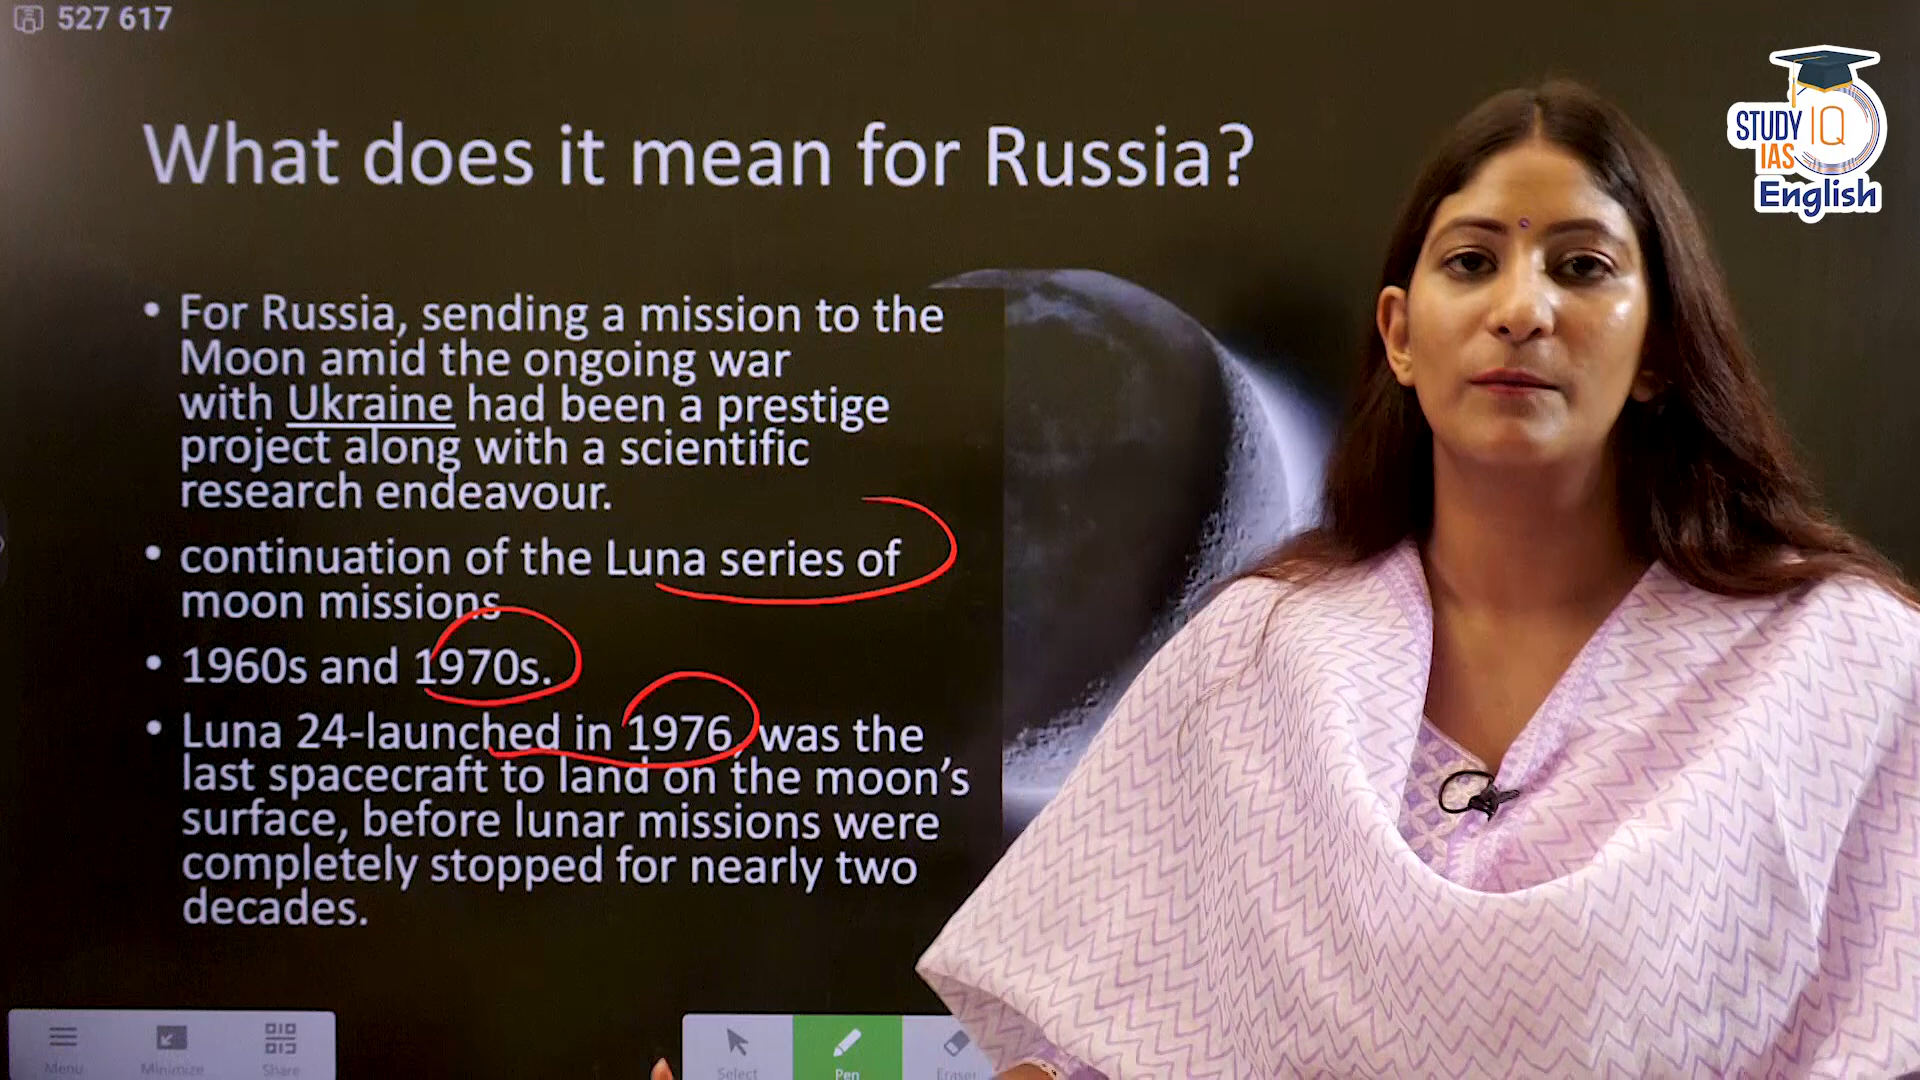 527 617
STUDY IQ
IAS
English
What does it mean for Russia?
• For Russia, sending a mission to the
Moon amid the ongoing war
with Ukraine had been a prestige
project along with a scientific
research endeavour.
• continuation of the Luna series of
moon missions
• 1960s and 1970s.
• Luna 24-launched in 1976, was the
last spacecraft to land on the moon’s
surface, before lunar missions were
completely stopped for nearly two
decades.
Menu
Minimize
Share
Select
Pen
Eraser